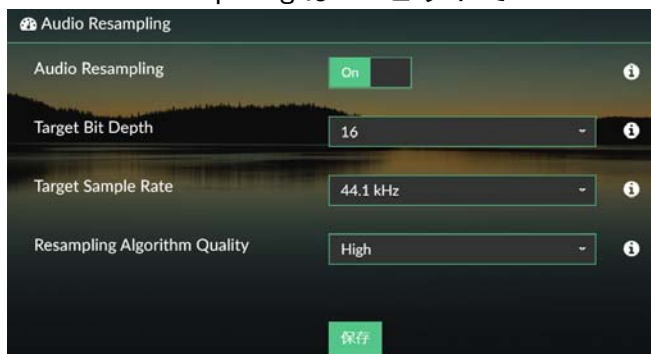 Audio Resampling
Audio Resampling
On
Target Bit Depth
16
Target Sample Rate
44.1 kHz
Resampling Algorithm Quality
High
保存